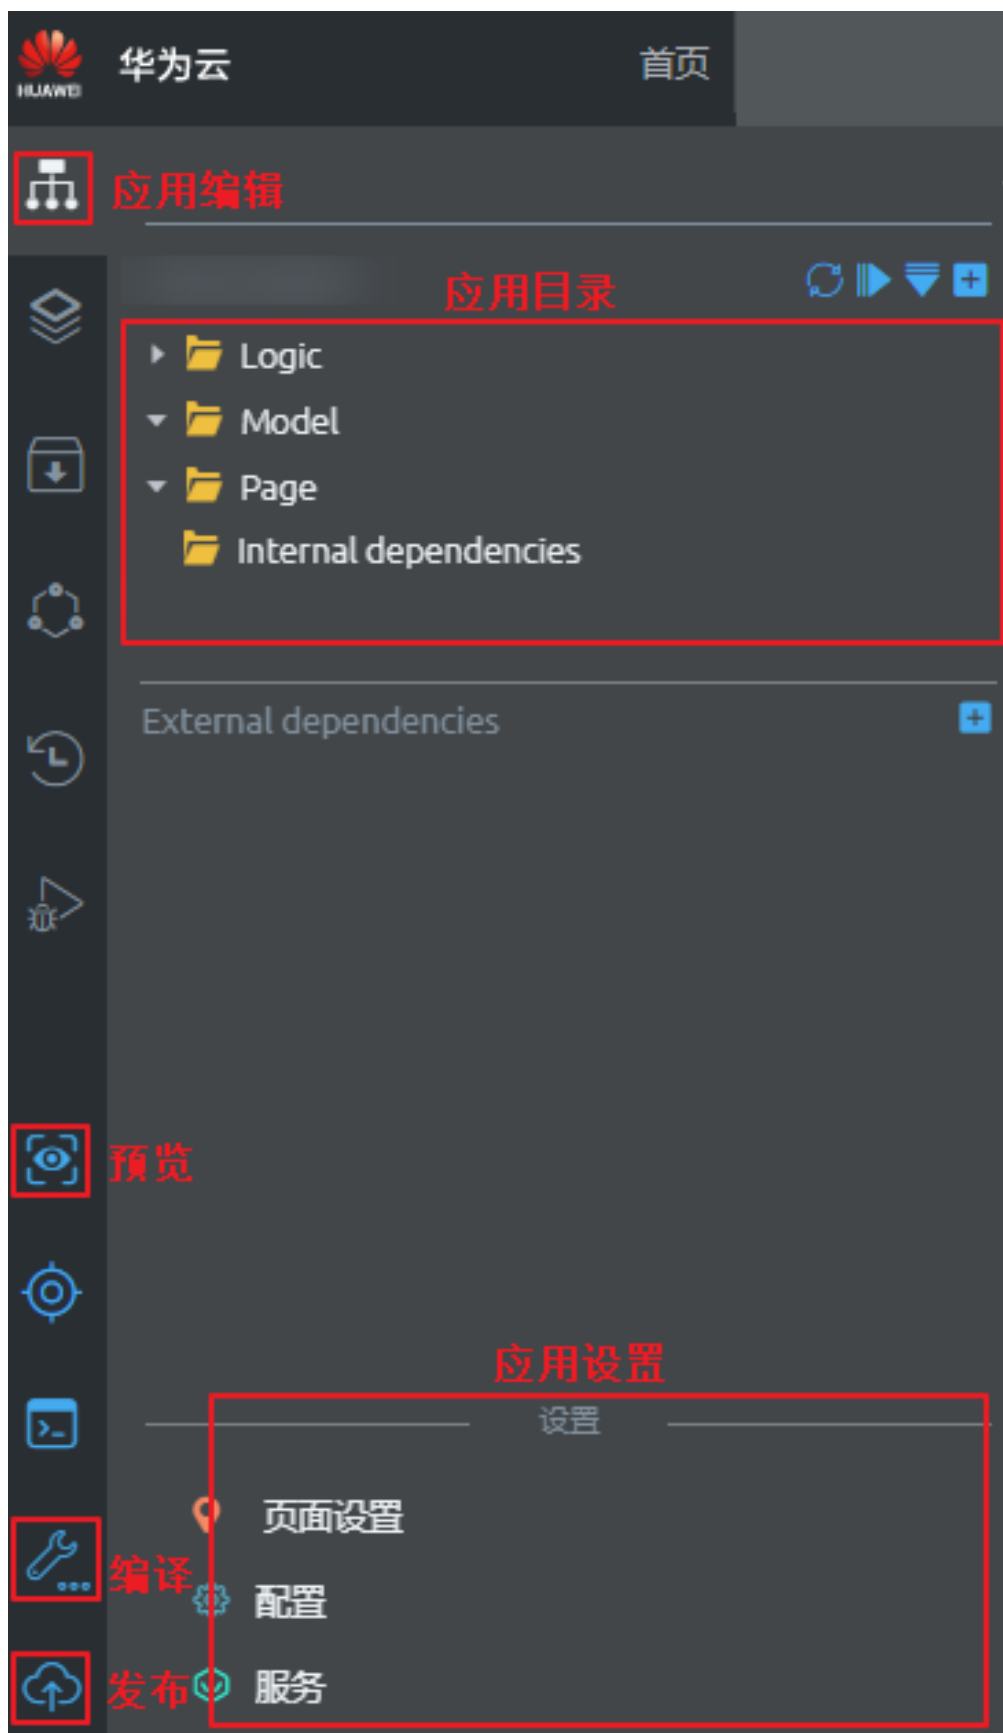 HUAWEI 华为云 首页
应用编辑
应用目录
Logic
Model
Page
Internal dependencies
External dependencies
预览
应用设置
设置
页面设置
编译
配置
发布 服务